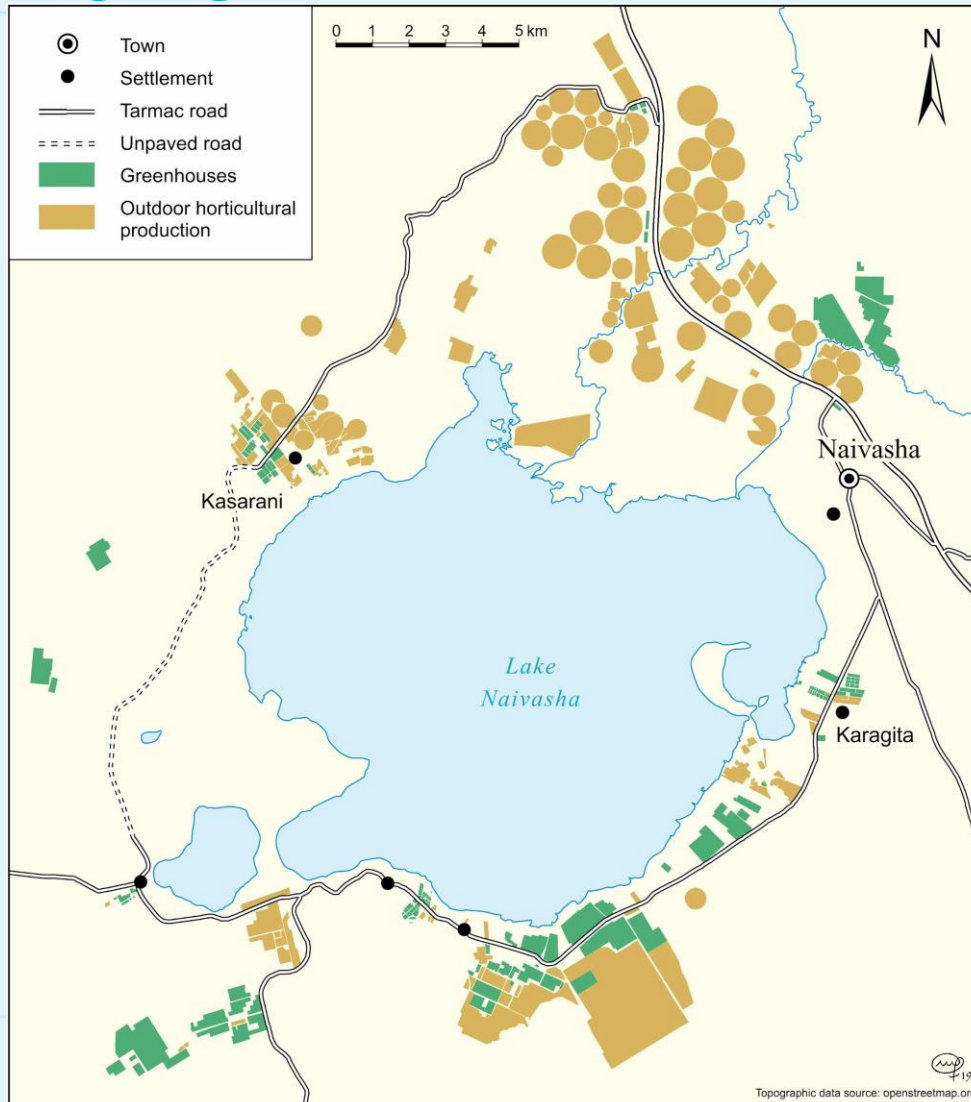 Town
Settlement
Tarmac road
Unpaved road
Greenhouses
Outdoor horticultural
production
0 1 2 3 4 5 km
N
Naivasha
Kasarani
Lake
Naivasha
Karagita
Topographic data source: openstreetmap.org